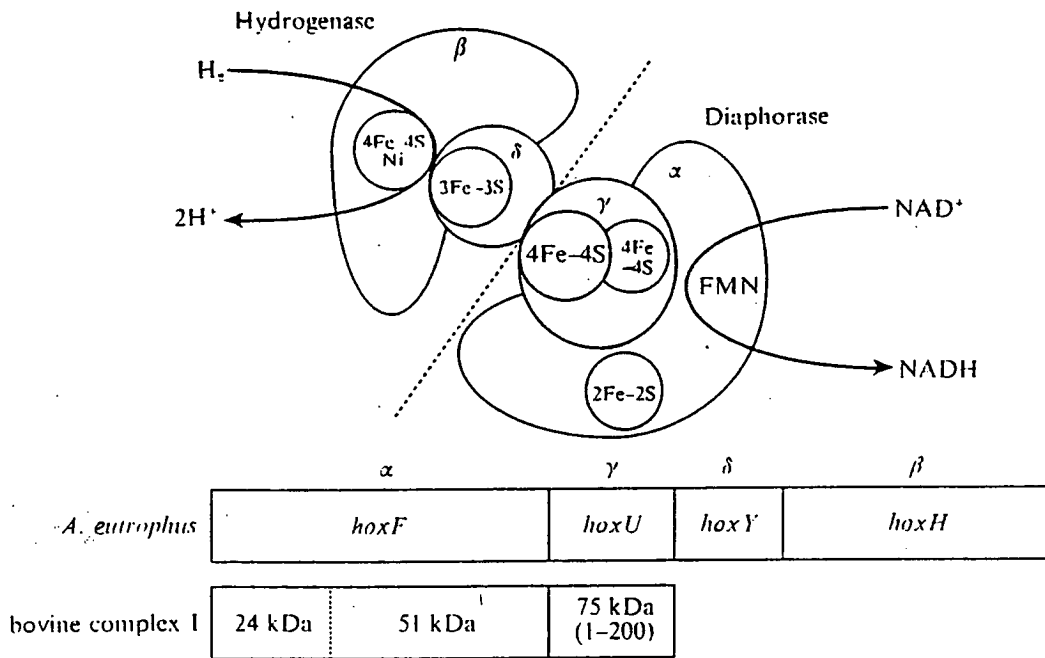 Hydrogenase
β
H₂
4Fe–4S
Ni
δ
3Fe-3S
2H⁺
Diaphorase
α
γ
NAD⁺
4Fe–4S
4Fe
–4S
FMN
NADH
2Fe–2S
α γ δ β
A. eutrophus hoxF hoxU hoxY hoxH
bovine complex I 24 kDa 51 kDa 75 kDa
(1–200)